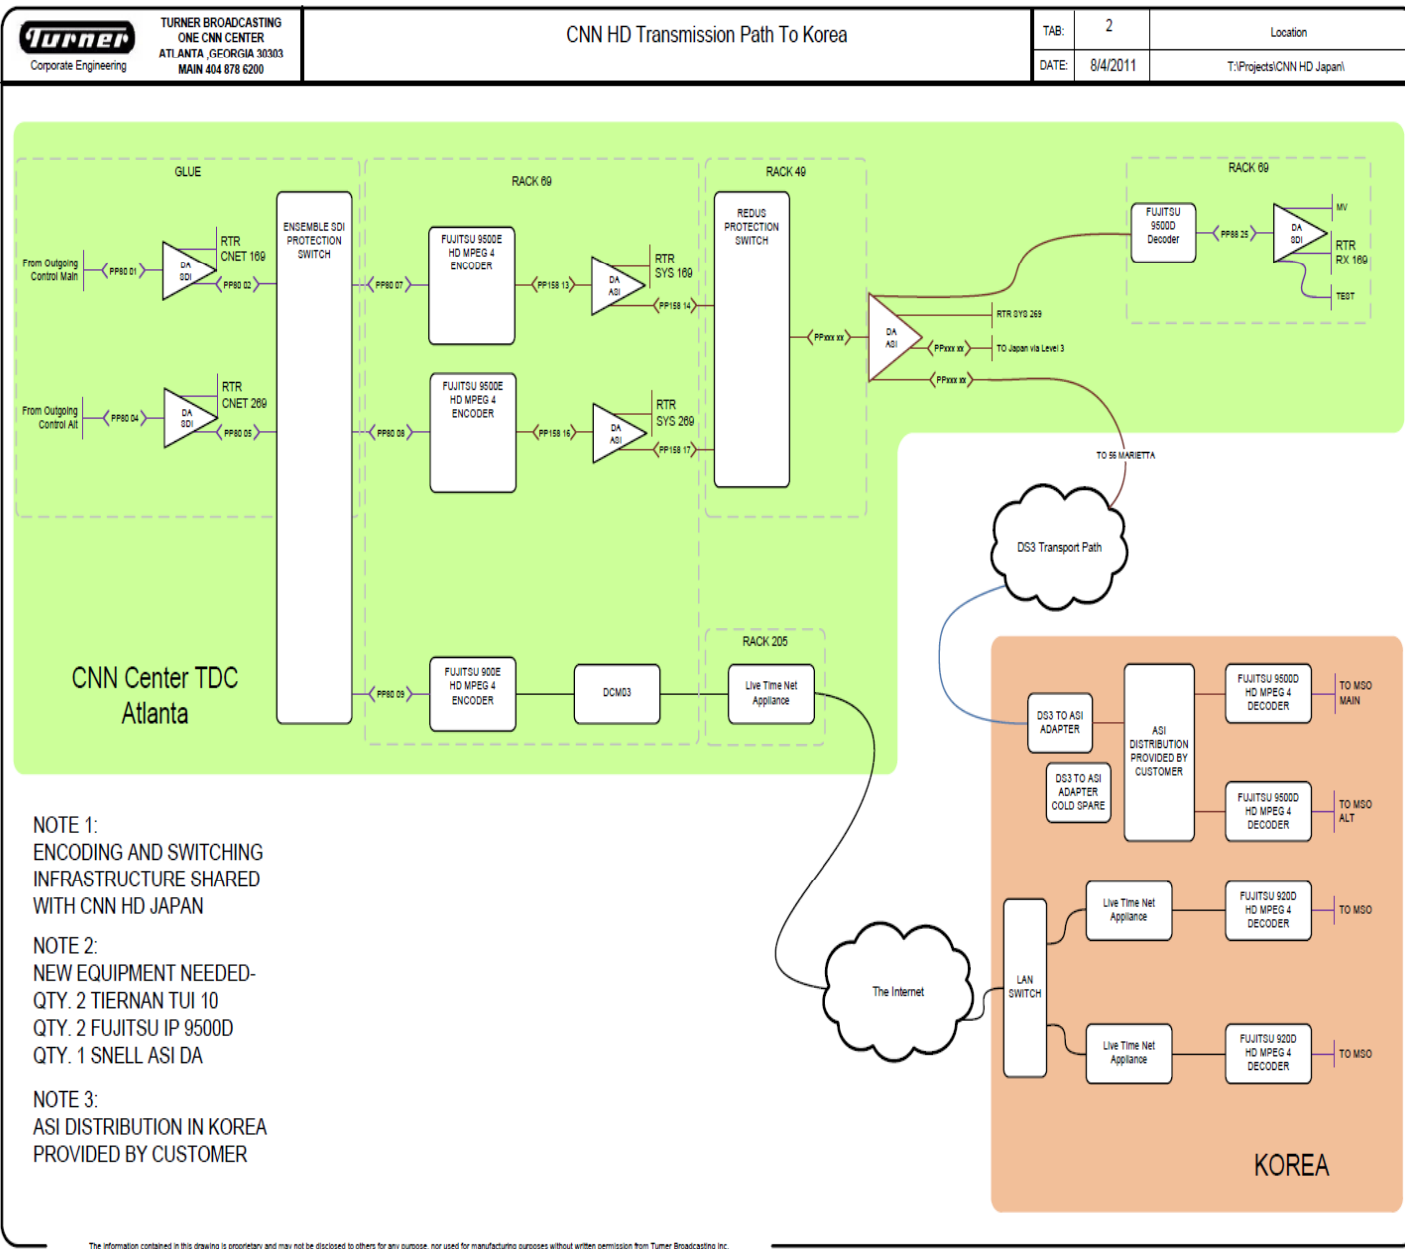 Turner
Corporate Engineering
TURNER BROADCASTING
ONE CNN CENTER
ATLANTA ,GEORGIA 30303
MAIN 404 878 6200
CNN HD Transmission Path To Korea
TAB:
2
Location
DATE:
8/4/2011
T:\Projects\CNN HD Japan\
GLUE
RACK 69
RACK 49
RACK 69
From Outgoing
Control Main
PP80 01
DA
SDI
RTR
CNET 169
PP80 02
ENSEMBLE SDI
PROTECTION
SWITCH
PP80 07
FUJITSU 9500E
HD MPEG 4
ENCODER
PP158 13
DA
ASI
RTR
SYS 169
PP158 14
REDUS
PROTECTION
SWITCH
PPxxx xx
DA
ASI
RTR SYS 269
PPxxx xx
TO Japan via Level 3
PPxxx xx
FUJITSU
9500D
Decoder
PP88 25
DA
SDI
MV
RTR
RX 169
TEST
From Outgoing
Control Alt
PP80 04
DA
SDI
RTR
CNET 269
PP80 05
PP80 08
FUJITSU 9500E
HD MPEG 4
ENCODER
PP158 16
DA
ASI
RTR
SYS 269
PP158 17
TO 56 MARIETTA
DS3 Transport Path
CNN Center TDC
Atlanta
PP80 09
FUJITSU 900E
HD MPEG 4
ENCODER
DCM03
RACK 205
Live Time Net
Appliance
DS3 TO ASI
ADAPTER
DS3 TO ASI
ADAPTER
COLD SPARE
ASI
DISTRIBUTION
PROVIDED BY
CUSTOMER
FUJITSU 9500D
HD MPEG 4
DECODER
TO MSO
MAIN
FUJITSU 9500D
HD MPEG 4
DECODER
TO MSO
ALT
NOTE 1:
ENCODING AND SWITCHING
INFRASTRUCTURE SHARED
WITH CNN HD JAPAN
NOTE 2:
NEW EQUIPMENT NEEDED-
QTY. 2 TIERNAN TUI 10
QTY. 2 FUJITSU IP 9500D
QTY. 1 SNELL ASI DA
NOTE 3:
ASI DISTRIBUTION IN KOREA
PROVIDED BY CUSTOMER
The Internet
LAN
SWITCH
Live Time Net
Appliance
FUJITSU 920D
HD MPEG 4
DECODER
TO MSO
Live Time Net
Appliance
FUJITSU 920D
HD MPEG 4
DECODER
TO MSO
KOREA
The information contained in this drawing is proprietary and may not be disclosed to others for any purpose, nor used for manufacturing purposes without written permission from Turner Broadcasting Inc.